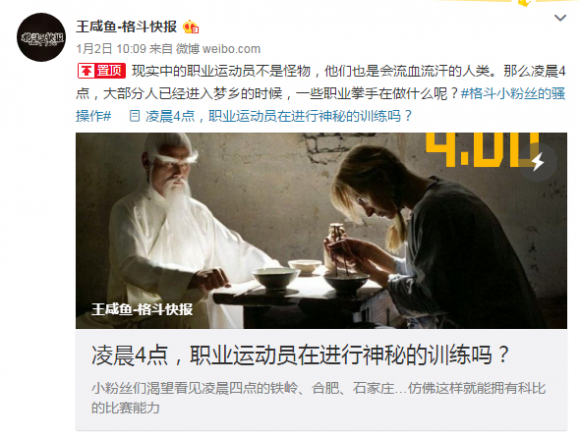 格斗快报
王咸鱼-格斗快报
1月2日 10:09 来自 微博 weibo.com
置顶 现实中的职业运动员不是怪物，他们也是会流血流汗的人类。那么凌晨4
点，大部分人已经进入梦乡的时候，一些职业拳手在做什么呢？#格斗小粉丝的骚
操作# 凌晨4点，职业运动员在进行神秘的训练吗？
4:00
王咸鱼-格斗快报
凌晨4点，职业运动员在进行神秘的训练吗？
小粉丝们渴望看见凌晨四点的铁岭、合肥、石家庄...仿佛这样就能拥有科比
的比赛能力